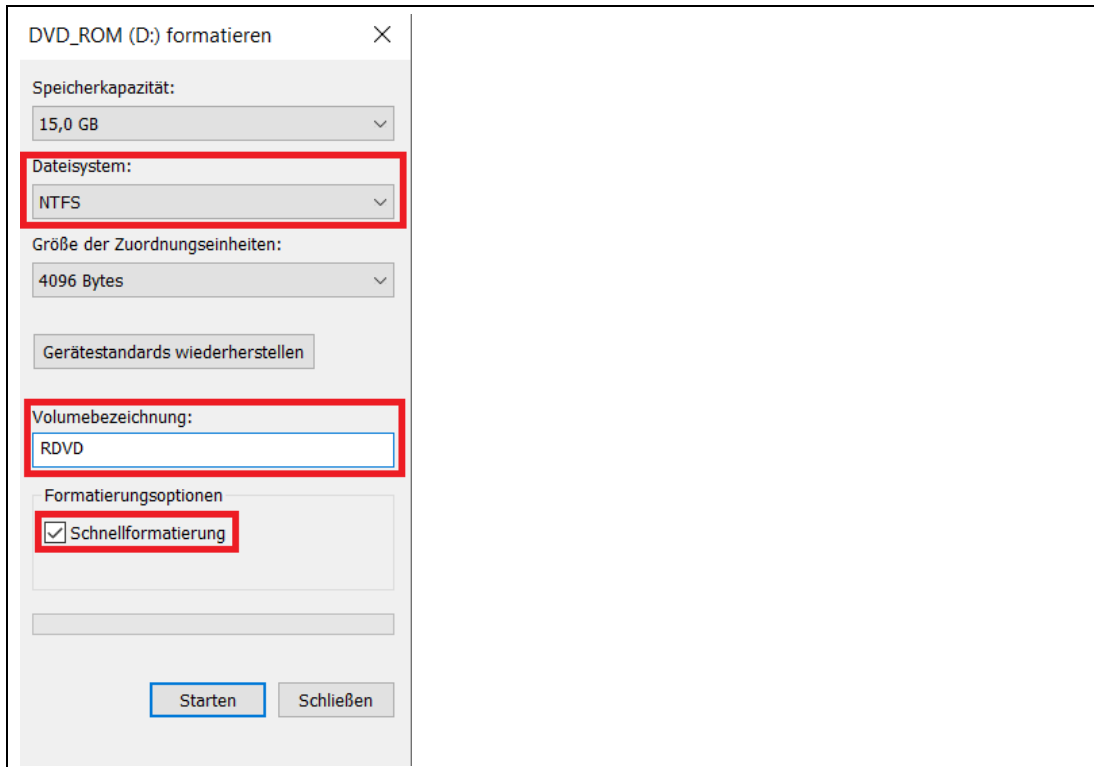 DVD_ROM (D:) formatieren
Speicherkapazität:
15,0 GB
Dateisystem:
NTFS
Größe der Zuordnungseinheiten:
4096 Bytes
Gerätestandards wiederherstellen
Volumebezeichnung:
RDVD
Formatierungsoptionen
Schnellformatierung
Starten Schließen